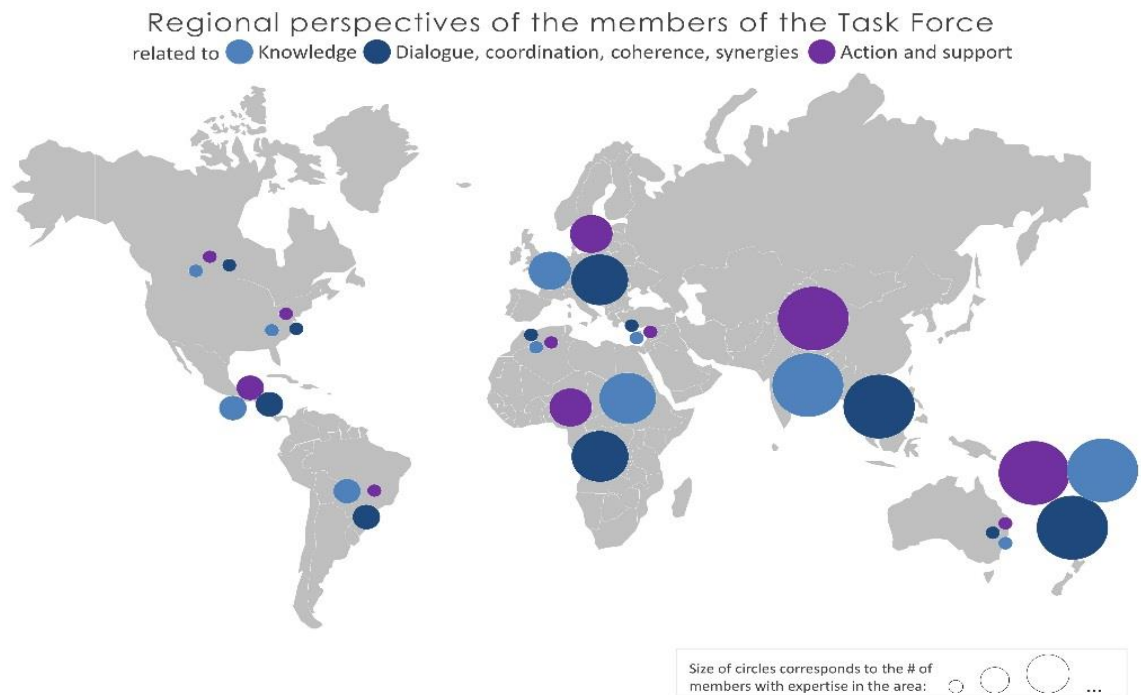 Regional perspectives of the members of the Task Force
related to Knowledge Dialogue, coordination, coherence, synergies Action and support
Size of circles corresponds to the # of
members with expertise in the area: ...